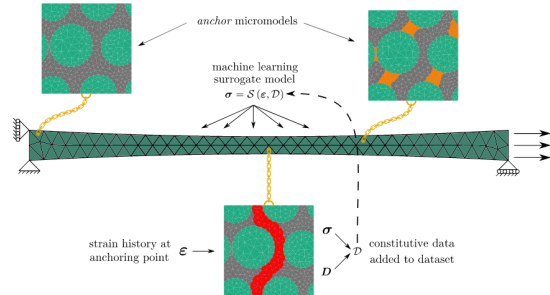 anchor micromodels
machine learning
surrogate model
σ = S (ε, D)
strain history at
anchoring point
ε
σ
D
D
constitutive data
added to dataset